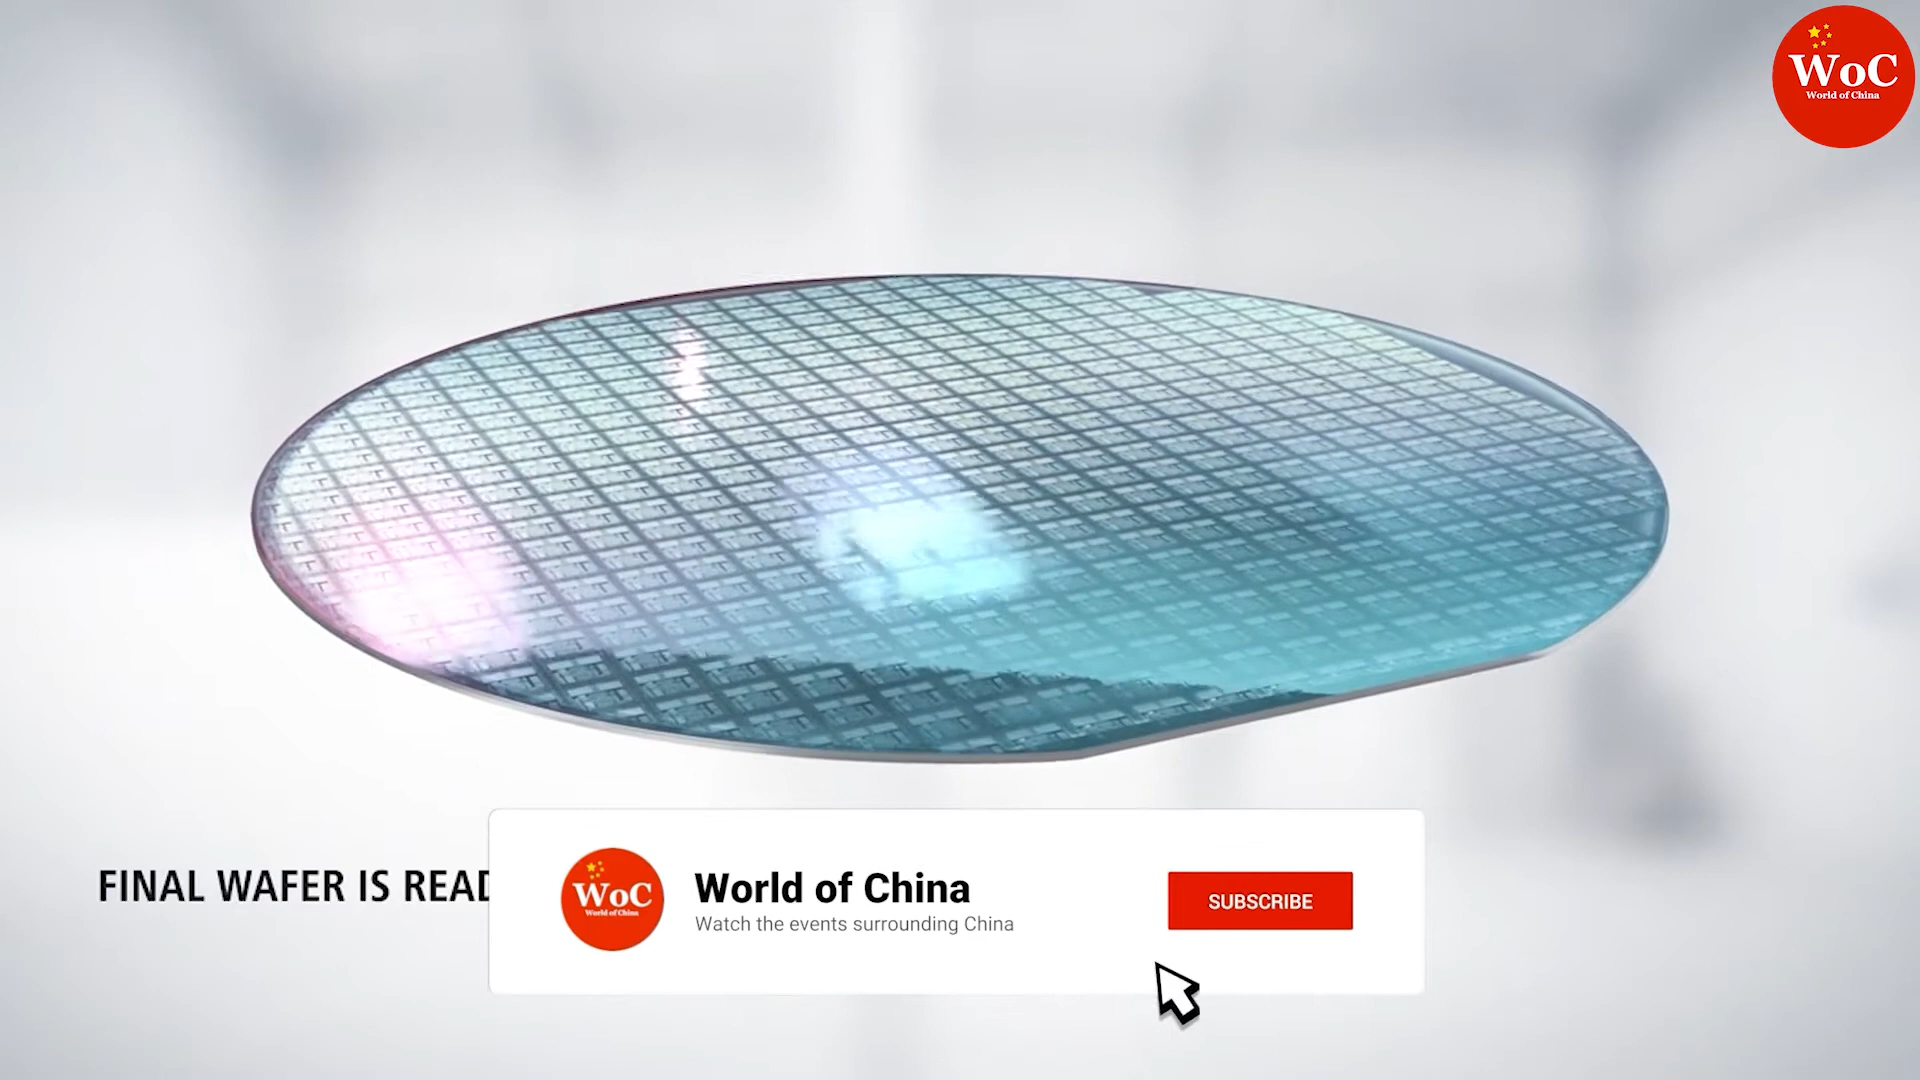 WoC
World of China
FINAL WAFER IS READ
WoC
World of China
World of China
Watch the events surrounding China
SUBSCRIBE